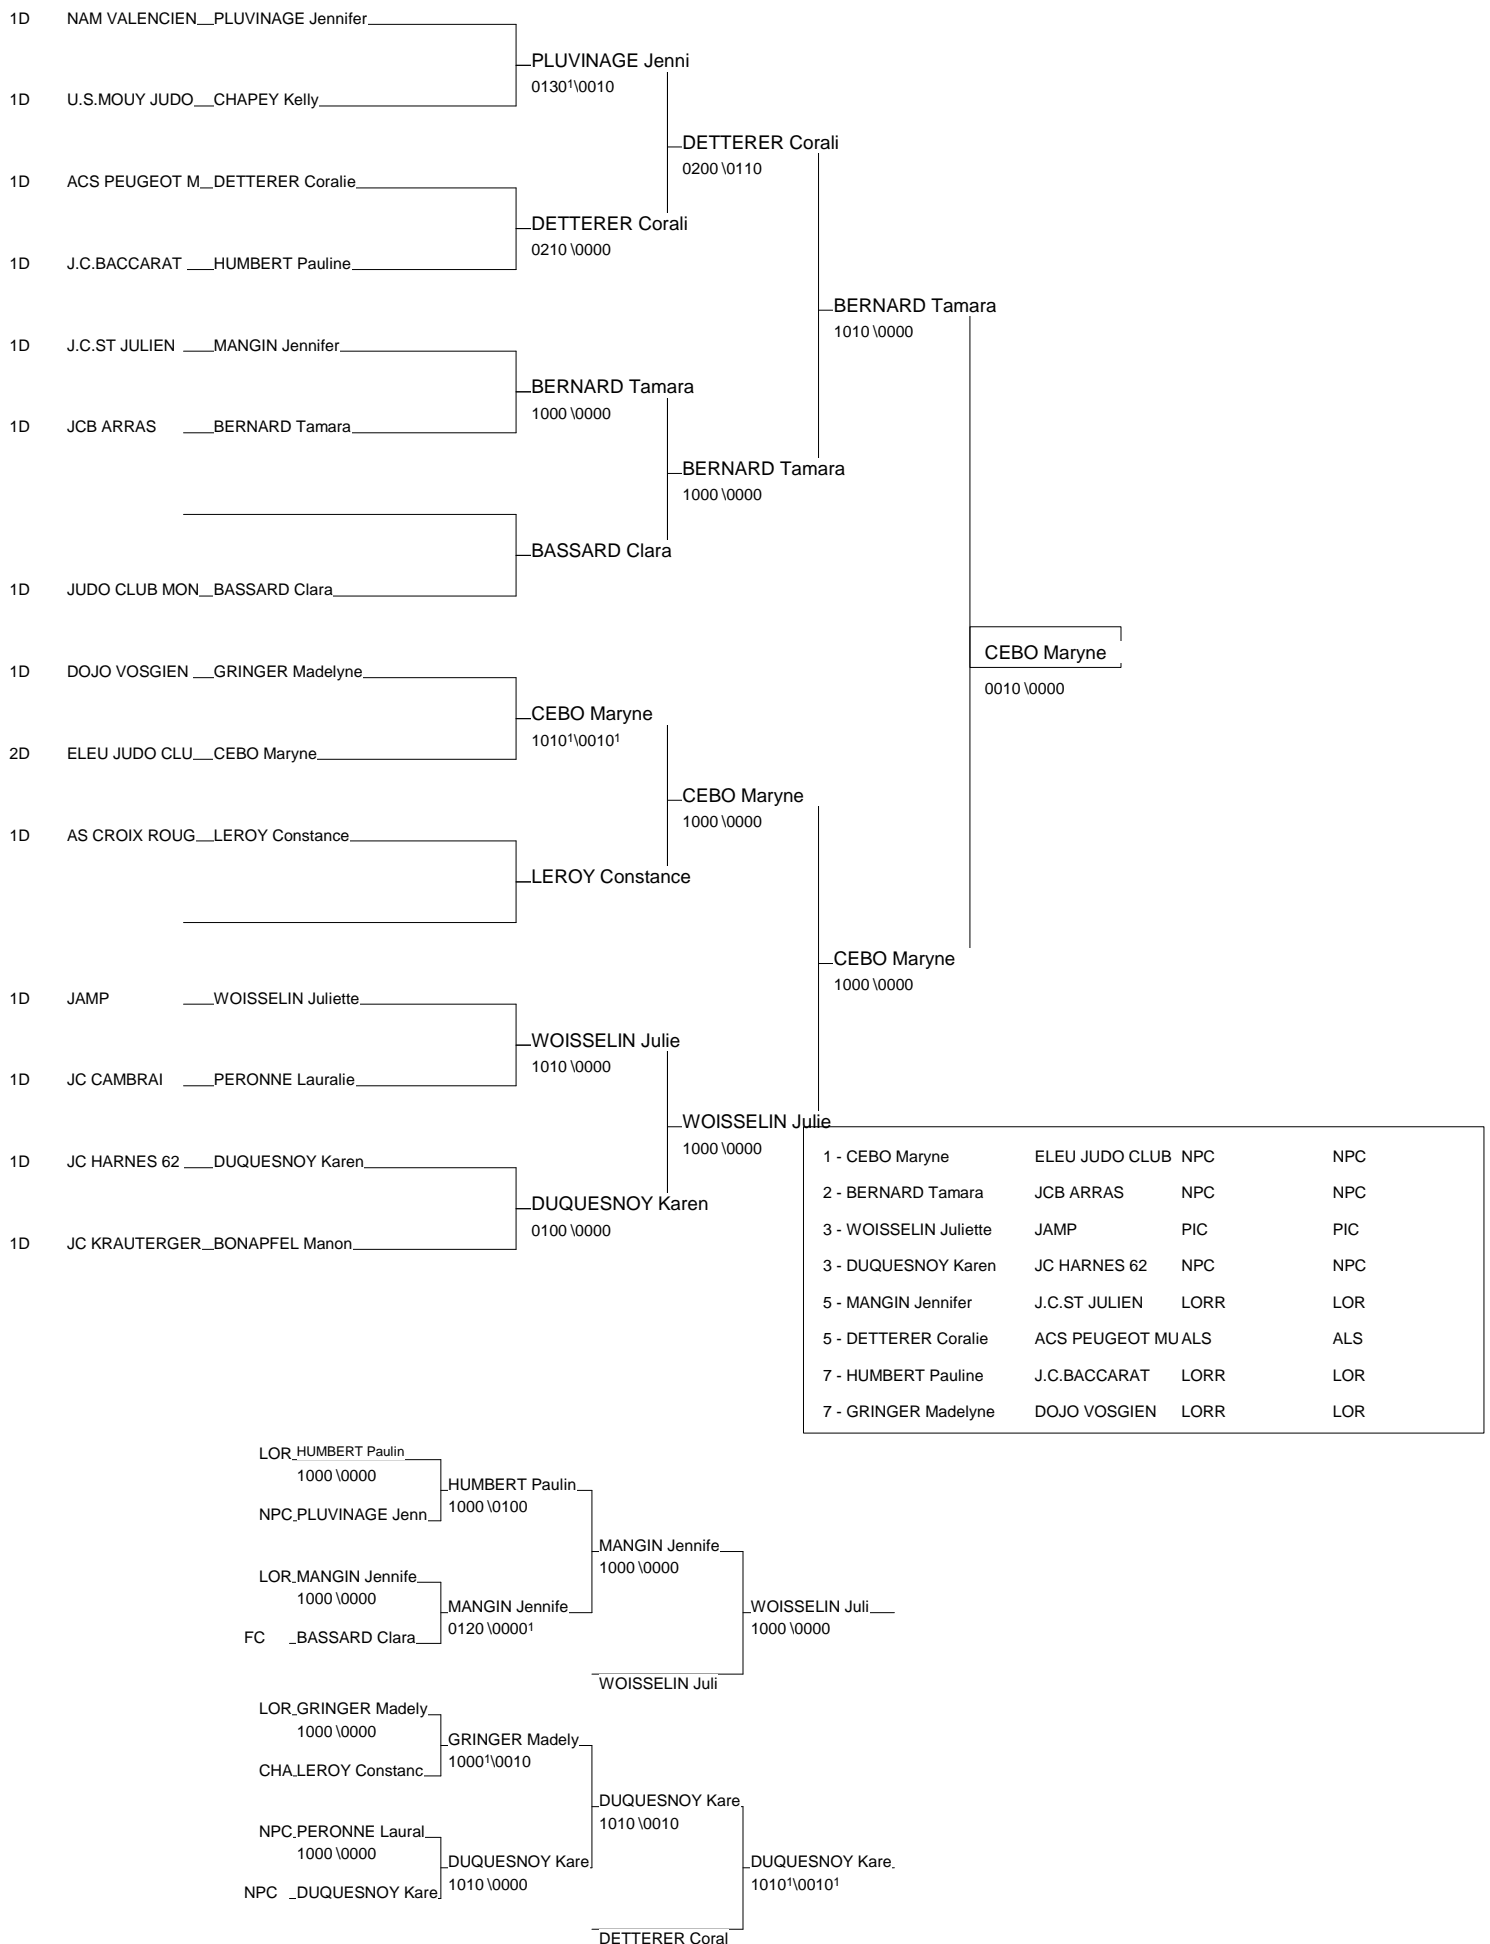 1D NAM VALENCIEN PLUVINAGE Jennifer
PLUVINAGE Jenni
0130¹\0010
1D U.S.MOUY JUDO CHAPEY Kelly
DETTERER Corali
0200 \0110
1D ACS PEUGEOT M DETTERER Coralie
DETTERER Corali
0210 \0000
1D J.C.BACCARAT HUMBERT Pauline
BERNARD Tamara
1010 \0000
1D J.C.ST JULIEN MANGIN Jennifer
BERNARD Tamara
1000 \0000
1D JCB ARRAS BERNARD Tamara
BERNARD Tamara
1000 \0000
BASSARD Clara
1D JUDO CLUB MON BASSARD Clara
CEBO Maryne
0010 \0000
1D DOJO VOSGIEN GRINGER Madelyne
CEBO Maryne
1010¹\0010¹
2D ELEU JUDO CLU CEBO Maryne
CEBO Maryne
1000 \0000
1D AS CROIX ROUG LEROY Constance
LEROY Constance
CEBO Maryne
1000 \0000
1D JAMP WOISSELIN Juliette
WOISSELIN Julie
1010 \0000
1D JC CAMBRAI PERONNE Lauralie
WOISSELIN Julie
1000 \0000
1D JC HARNES 62 DUQUESNOY Karen
DUQUESNOY Karen
0100 \0000
1D JC KRAUTERGER BONAPFEL Manon
1 - CEBO Maryne ELEU JUDO CLUB NPC NPC
2 - BERNARD Tamara JCB ARRAS NPC NPC
3 - WOISSELIN Juliette JAMP PIC PIC
3 - DUQUESNOY Karen JC HARNES 62 NPC NPC
5 - MANGIN Jennifer J.C.ST JULIEN LORR LOR
5 - DETTERER Coralie ACS PEUGEOT MU ALS ALS
7 - HUMBERT Pauline J.C.BACCARAT LORR LOR
7 - GRINGER Madelyne DOJO VOSGIEN LORR LOR
LOR HUMBERT Paulin
1000 \0000
HUMBERT Paulin
1000 \0100
NPC PLUVINAGE Jenn
MANGIN Jennife
1000 \0000
LOR MANGIN Jennife
1000 \0000
MANGIN Jennife
0120 \0000¹
WOISSELIN Juli
1000 \0000
FC BASSARD Clara
WOISSELIN Juli
LOR GRINGER Madely
1000 \0000
GRINGER Madely
1000¹\0010
CHA LEROY Constanc
DUQUESNOY Kare
1010 \0010
NPC PERONNE Laural
1000 \0000
DUQUESNOY Kare
1010 \0000
DUQUESNOY Kare
1010¹\0010¹
NPC DUQUESNOY Kare
DETTERER Coral